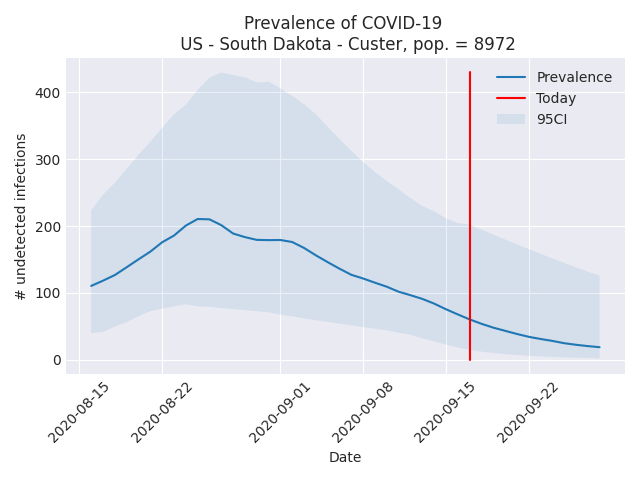 Prevalence of COVID-19
US - South Dakota - Custer, pop. = 8972
Prevalence
Today
95CI
# undetected infections
400
300
200
100
0
2020-08-15
2020-08-22
2020-09-01
2020-09-08
2020-09-15
2020-09-22
Date